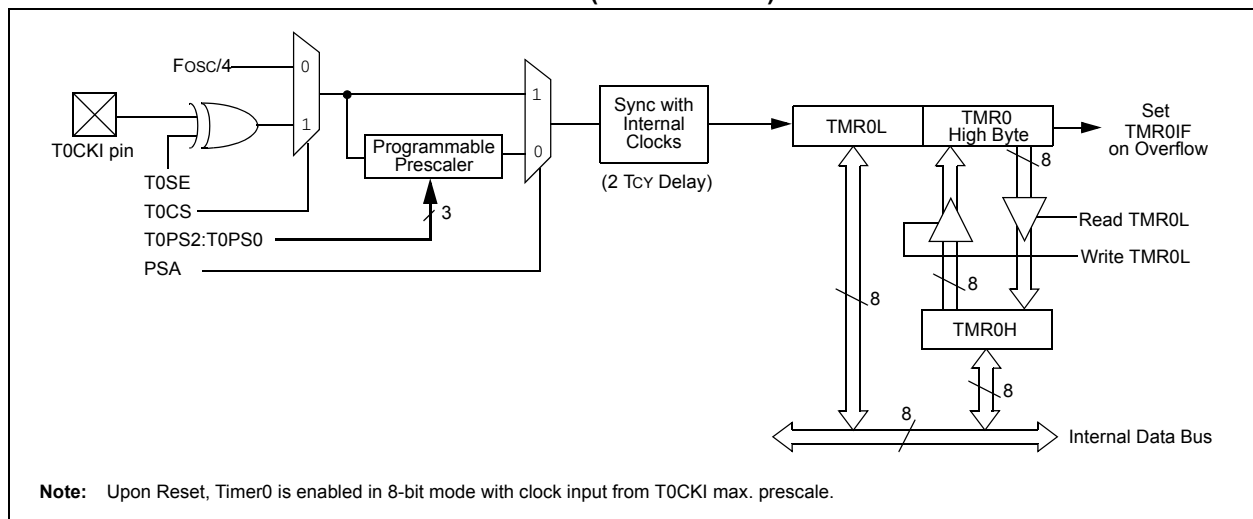 FOSC/4
0
1
T0CKI pin
T0SE
T0CS
T0PS2:T0PS0
PSA
Programmable
Prescaler
3
1
0
Sync with
Internal
Clocks
(2 TCY Delay)
TMR0L
TMR0
High Byte
Set
TMR0IF
on Overflow
8
Read TMR0L
Write TMR0L
8
8
TMR0H
8
8
Internal Data Bus
Note: Upon Reset, Timer0 is enabled in 8-bit mode with clock input from T0CKI max. prescale.